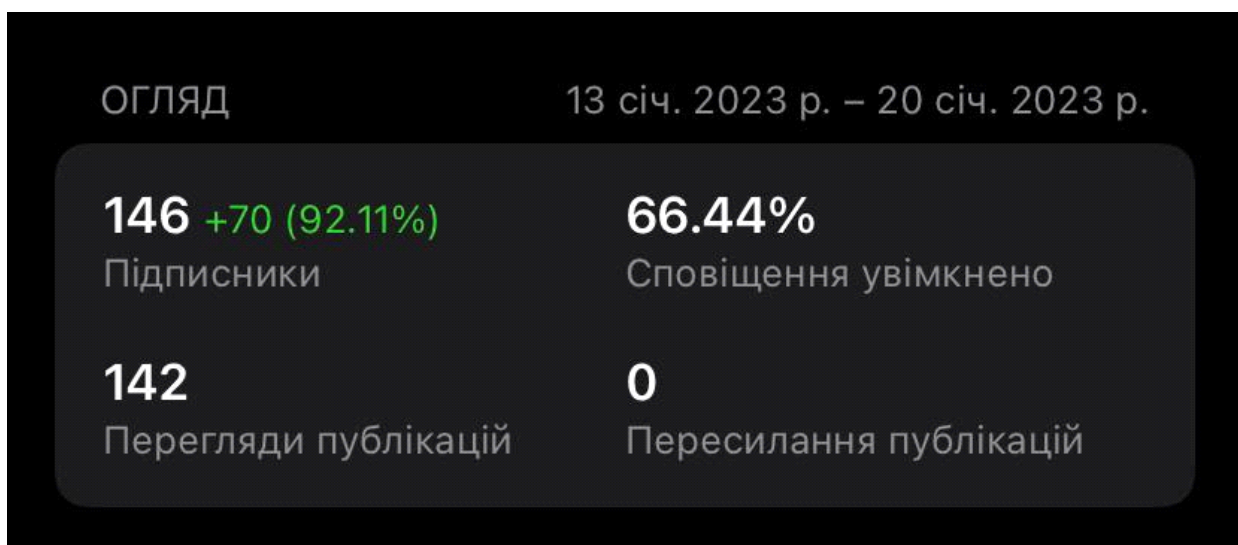 ОГЛЯД 13 січ. 2023 р. – 20 січ. 2023 р.
146 +70 (92.11%) 66.44%
Підписники Сповіщення увімкнено
142 0
Перегляди публікацій Пересилання публікацій